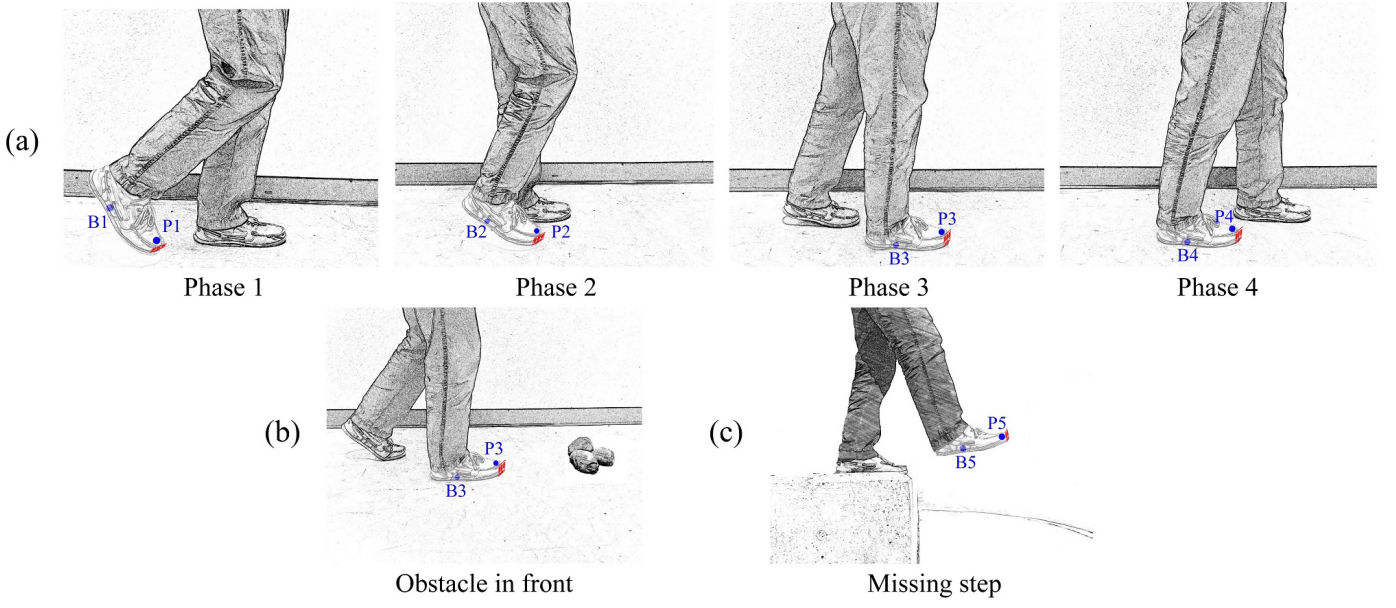 (a)
B1
P1
B2
P2
P3
B3
P4
B4
Phase 1
Phase 2
Phase 3
Phase 4
(b)
P3
B3
(c)
P5
B5
Obstacle in front
Missing step